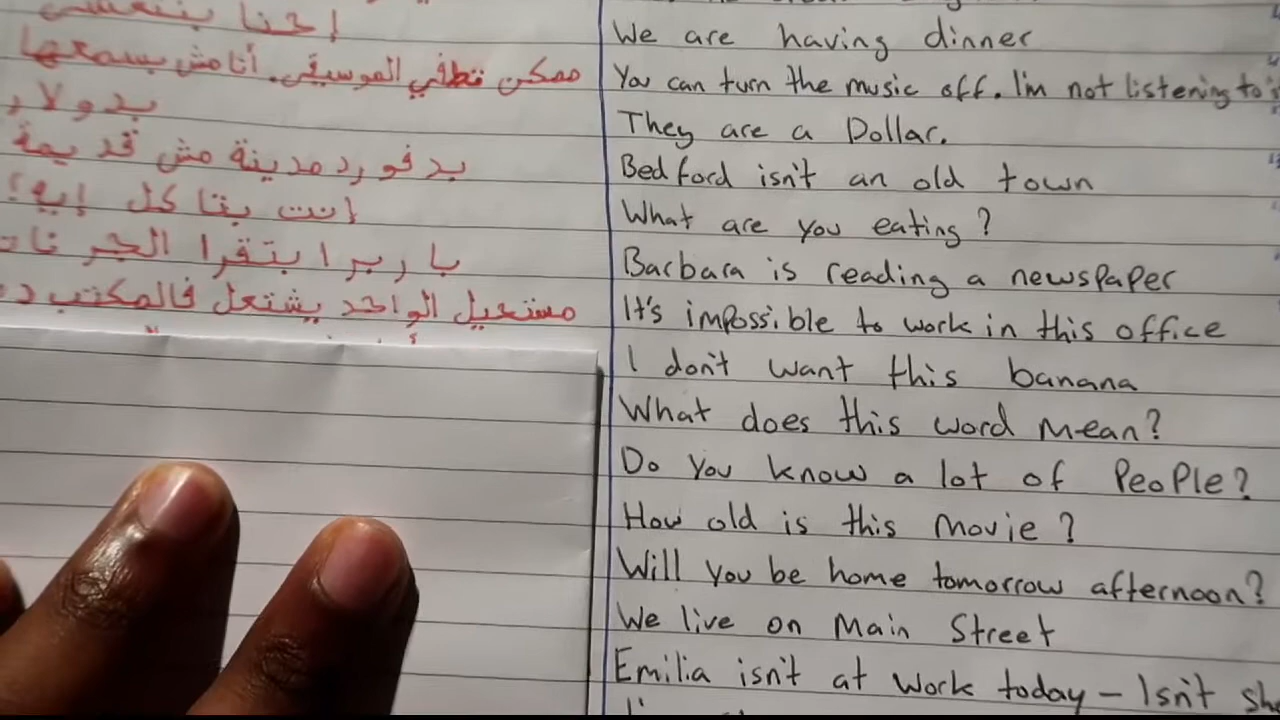 احنا بنتعشى
We are having dinner
ممكن تطفي الموسيقى. أنا مش بسمعها
You can turn the music off. I'm not listening to
بدولار
They are a Dollar.
بدفورد مدينة مش قديمة
Bedford isn't an old town
انت بتاكل إيه؟
What are you eating?
باربرا بتقرا الجرنان
Barbara is reading a newspaper
مستحيل الواحد يشتغل فالمكتب
It's impossible to work in this office
I don't want this banana
What does this word mean?
Do you know a lot of People?
How old is this movie?
Will you be home tomorrow afternoon?
We live on Main Street
Emilia isn't at work today - Isn't